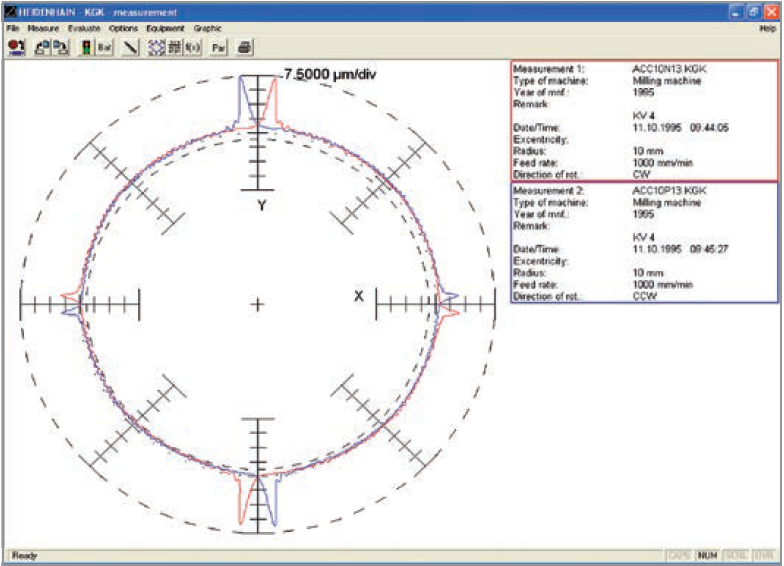 HEIDENHAIN - KGK - measurement
File Measure Evaluate Options Equipment Graphic Help
Bat f(x) Par
7.5000 µm/div
Y
X
Measurement 1: ACC10N13.KGK
Type of machine: Milling machine
Year of mnf.: 1995
Remark:
KV 4
Date/Time: 11.10.1995 09:44:05
Excentricity:
Radius: 10 mm
Feed rate: 1000 mm/min
Direction of rot.: CW
Measurement 2: ACC10P13.KGK
Type of machine: Milling machine
Year of mnf.: 1995
Remark:
KV 4
Date/Time: 11.10.1995 09:45:27
Excentricity:
Radius: 10 mm
Feed rate: 1000 mm/min
Direction of rot.: CCW
Ready CAPS NUM SCRL OVR